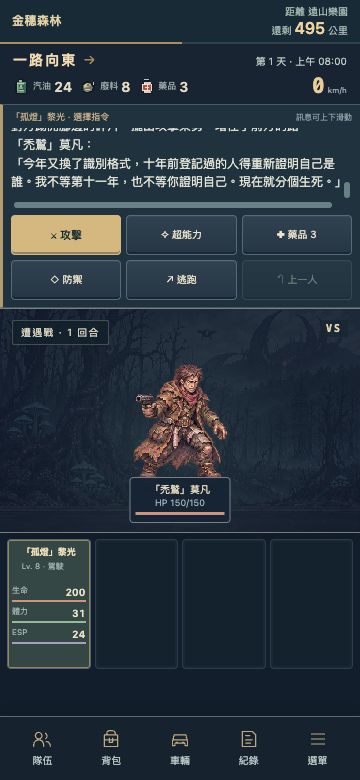 金穗森林
距離 遠山樂園
還剩 495 公里
一路向東 →
第 1 天 · 上午 08:00
汽油 24 廢料 8 藥品 3
0 km/h
「孤燈」黎光 · 選擇指令
訊息可上下滑動
「禿鷲」莫凡：
「今年又換了識別格式，十年前登記過的人得重新證明自己是
誰。我不等第十一年，也不等你證明自己。現在就分個生死。」
攻擊
超能力
藥品 3
防禦
逃跑
上一人
遭遇戰 · 1 回合
VS
「禿鷲」莫凡
HP 150/150
「孤燈」黎光
Lv. 8 · 駕駛
生命 200
體力 31
ESP 24
隊伍
背包
車輛
紀錄
選單